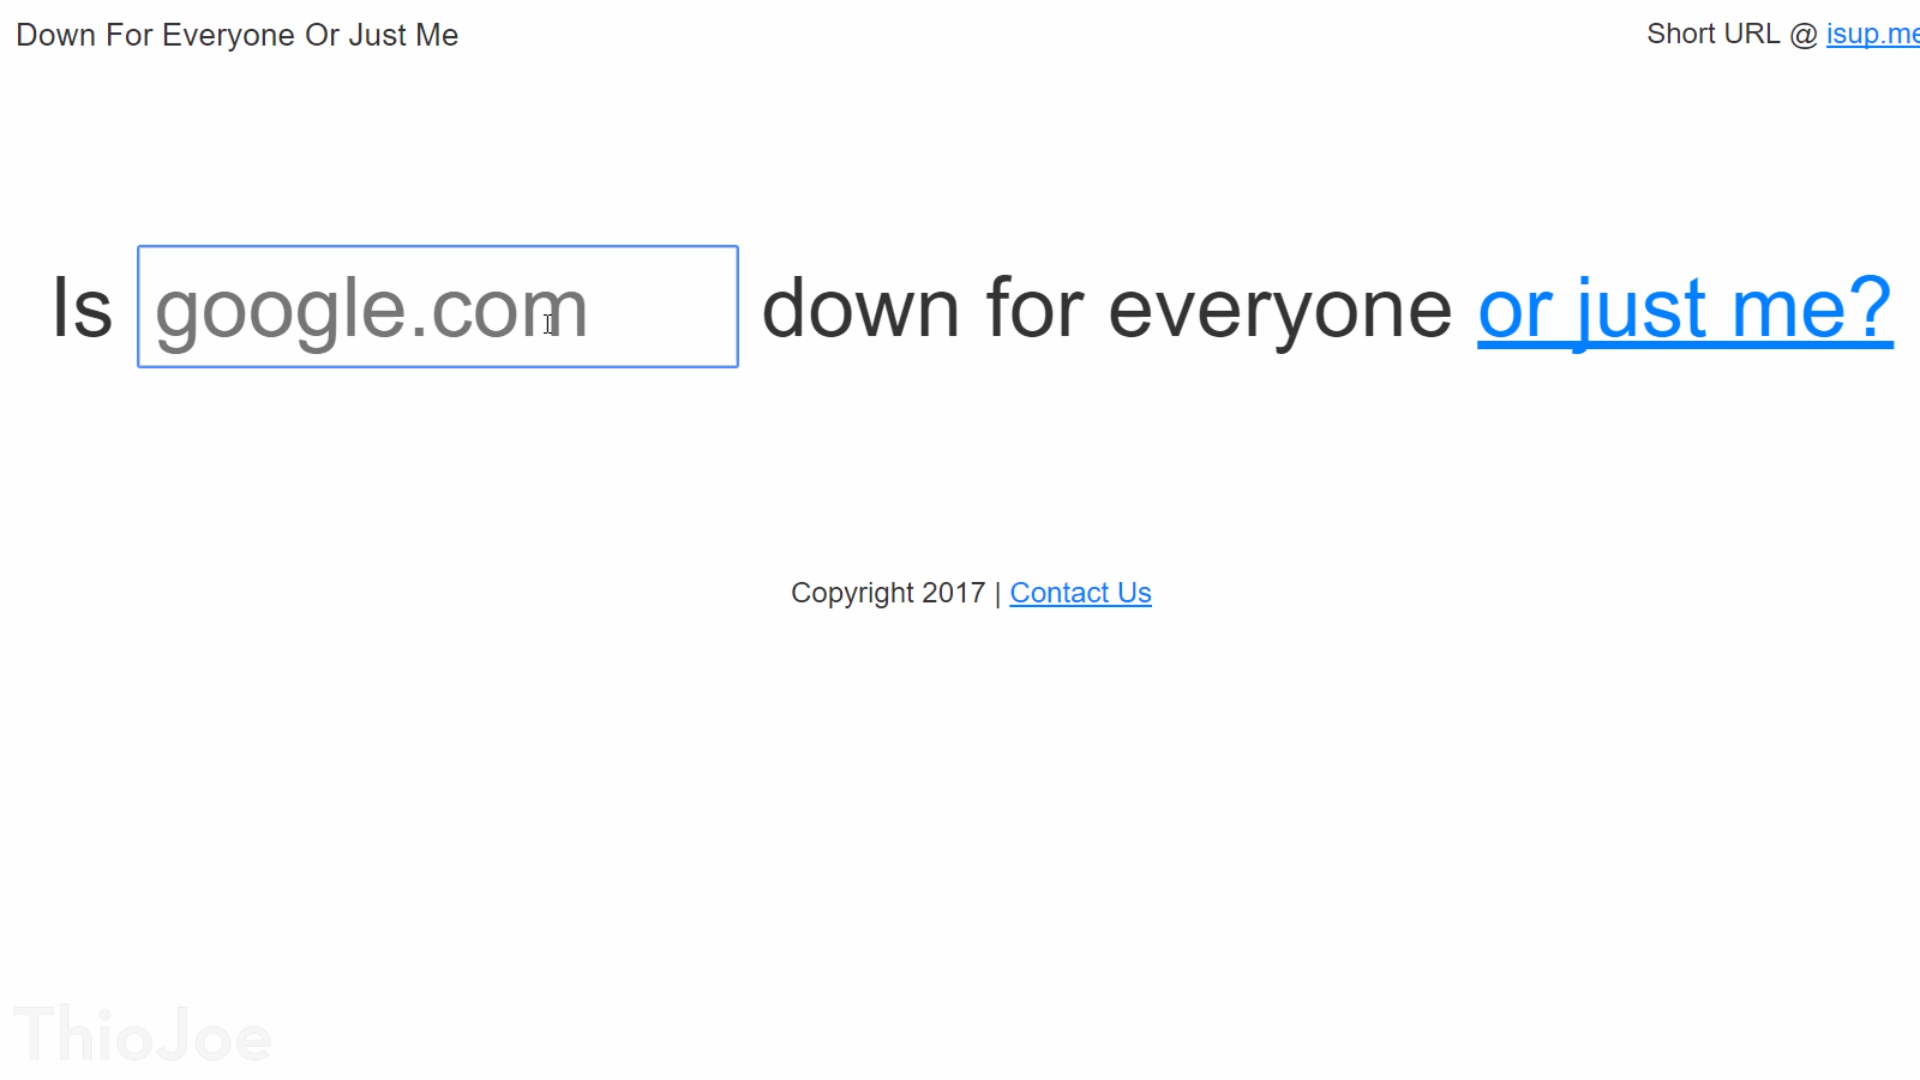 Down For Everyone Or Just Me
Short URL @ isup.me
Is google.com down for everyone or just me?
Copyright 2017 | Contact Us
ThioJoe